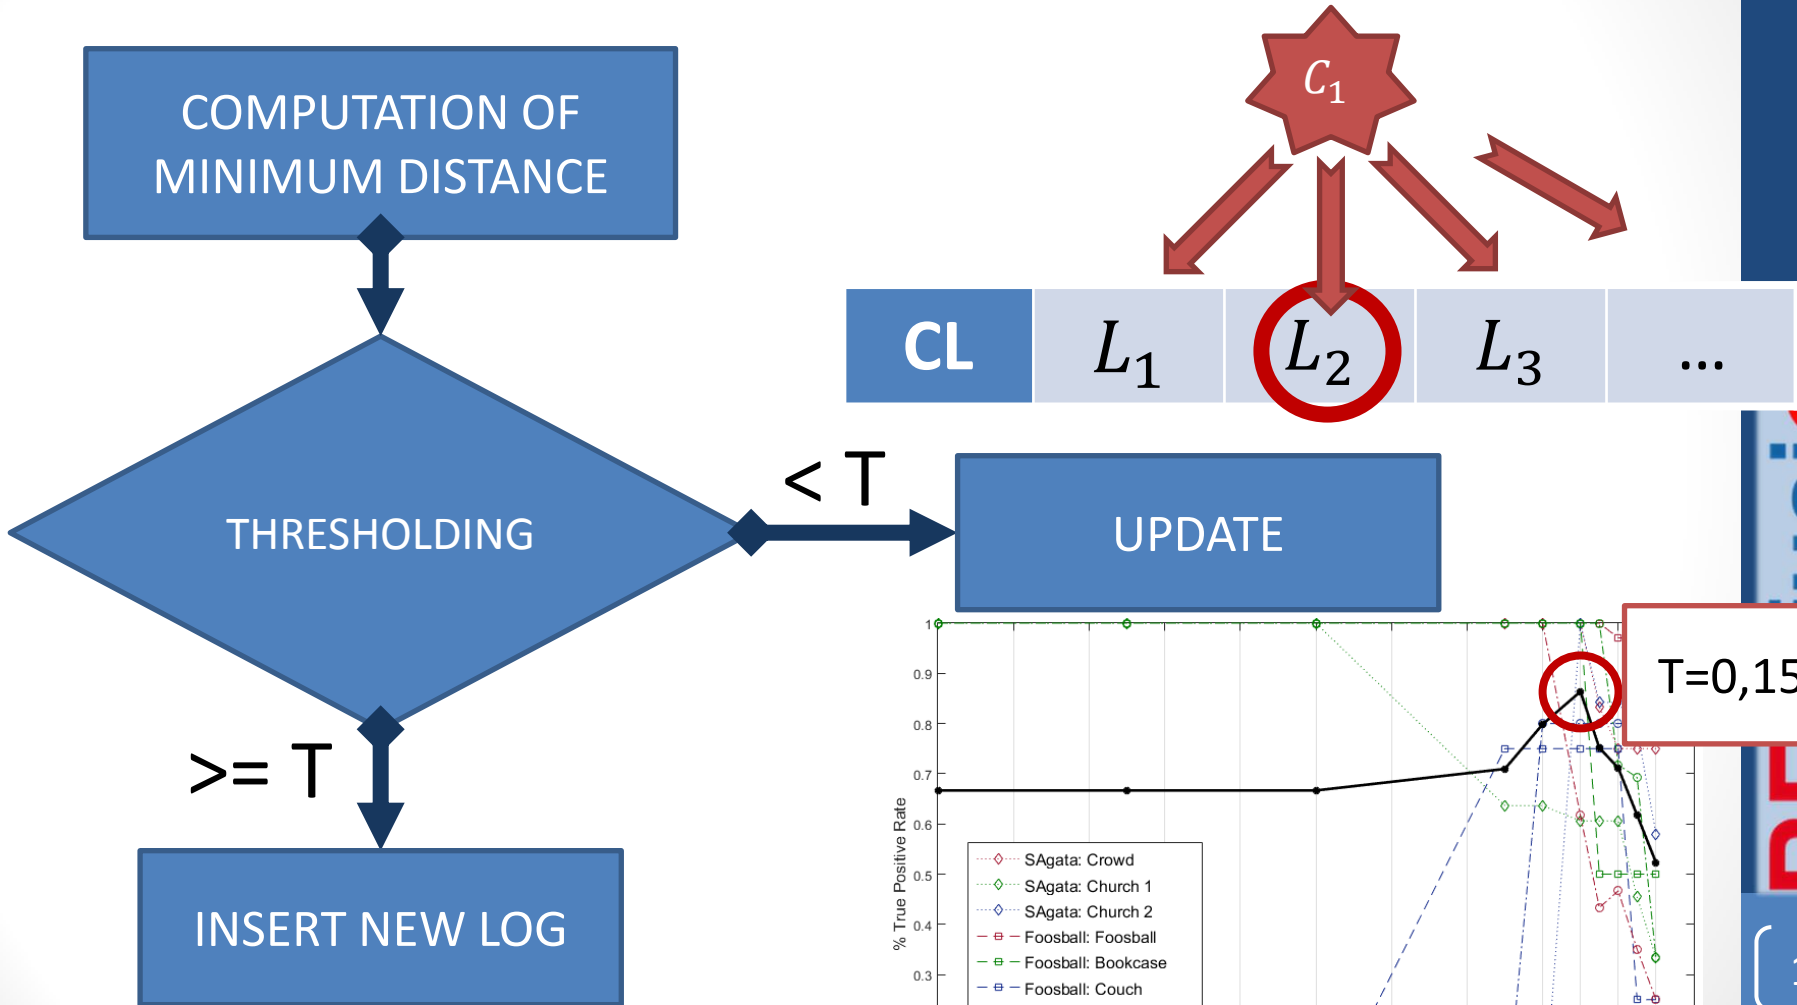 COMPUTATION OF
MINIMUM DISTANCE
C₁
CL L₁ L₂ L₃ ...
THRESHOLDING
< T
UPDATE
>= T
INSERT NEW LOG
T=0,15
1
0.9
0.8
0.7
0.6
0.5
0.4
0.3
% True Positive Rate
SAgata: Crowd
SAgata: Church 1
SAgata: Church 2
Foosball: Foosball
Foosball: Bookcase
Foosball: Couch